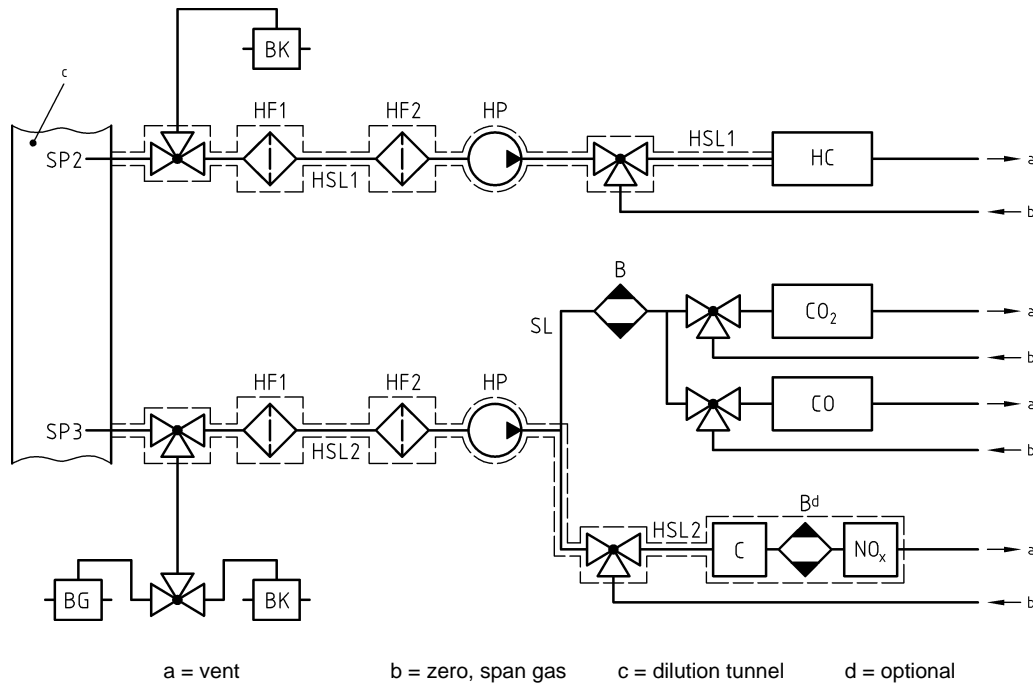 BK
c
HF1 HF2 HP
SP2 HSL1 HSL1 HC a
b
B
SL CO₂ a
b
HF1 HF2 HP
CO a
SP3 HSL2 b
HSL2 Bᵈ
C NOₓ a
BG BK b
a = vent b = zero, span gas c = dilution tunnel d = optional